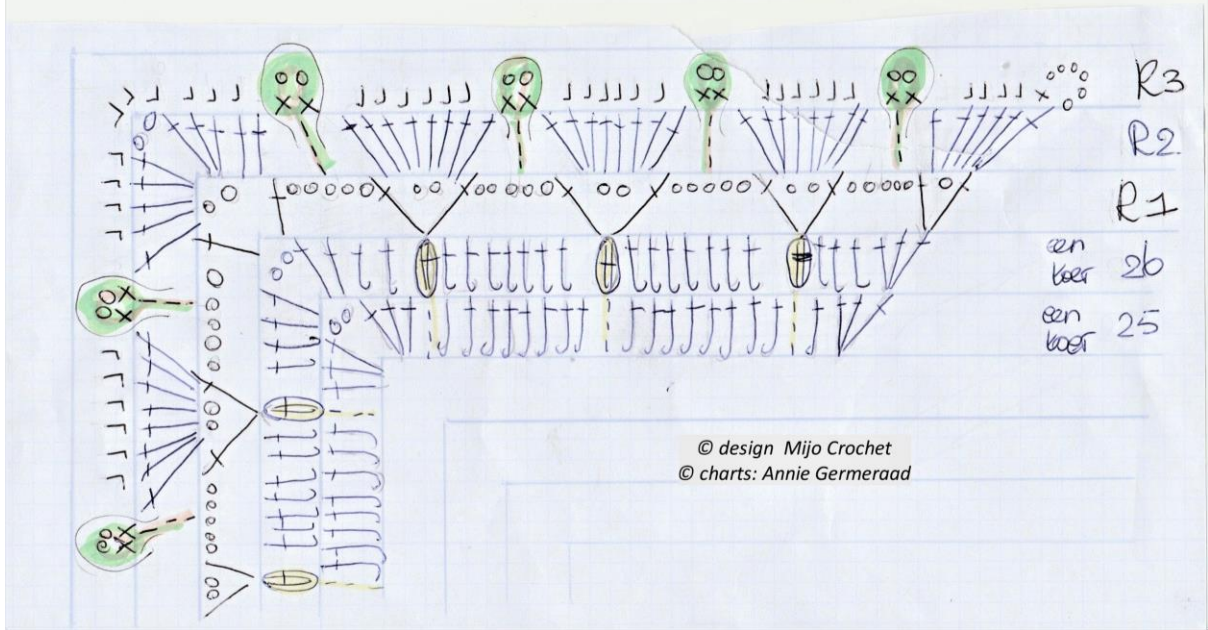 R3
R2
R1
een
keer 26
een
keer 25
© design Mijo Crochet
© charts: Annie Germeraad